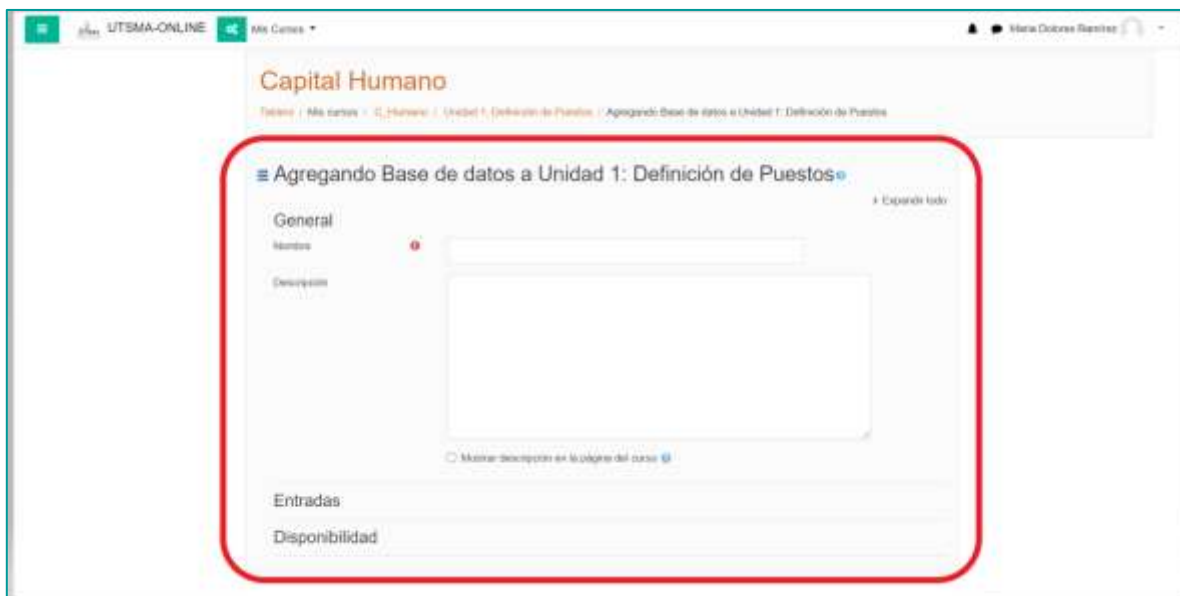 UTSMA-ONLINE Mis Cursos Maria Dolores Ramírez
Capital Humano
Tablero / Mis cursos / C_Humano / Unidad 1: Definición de Puestos / Agregando Base de datos a Unidad 1: Definición de Puestos
Agregando Base de datos a Unidad 1: Definición de Puestos
Expandir todo
General
Nombre
Descripción
Mostrar descripción en la página del curso
Entradas
Disponibilidad